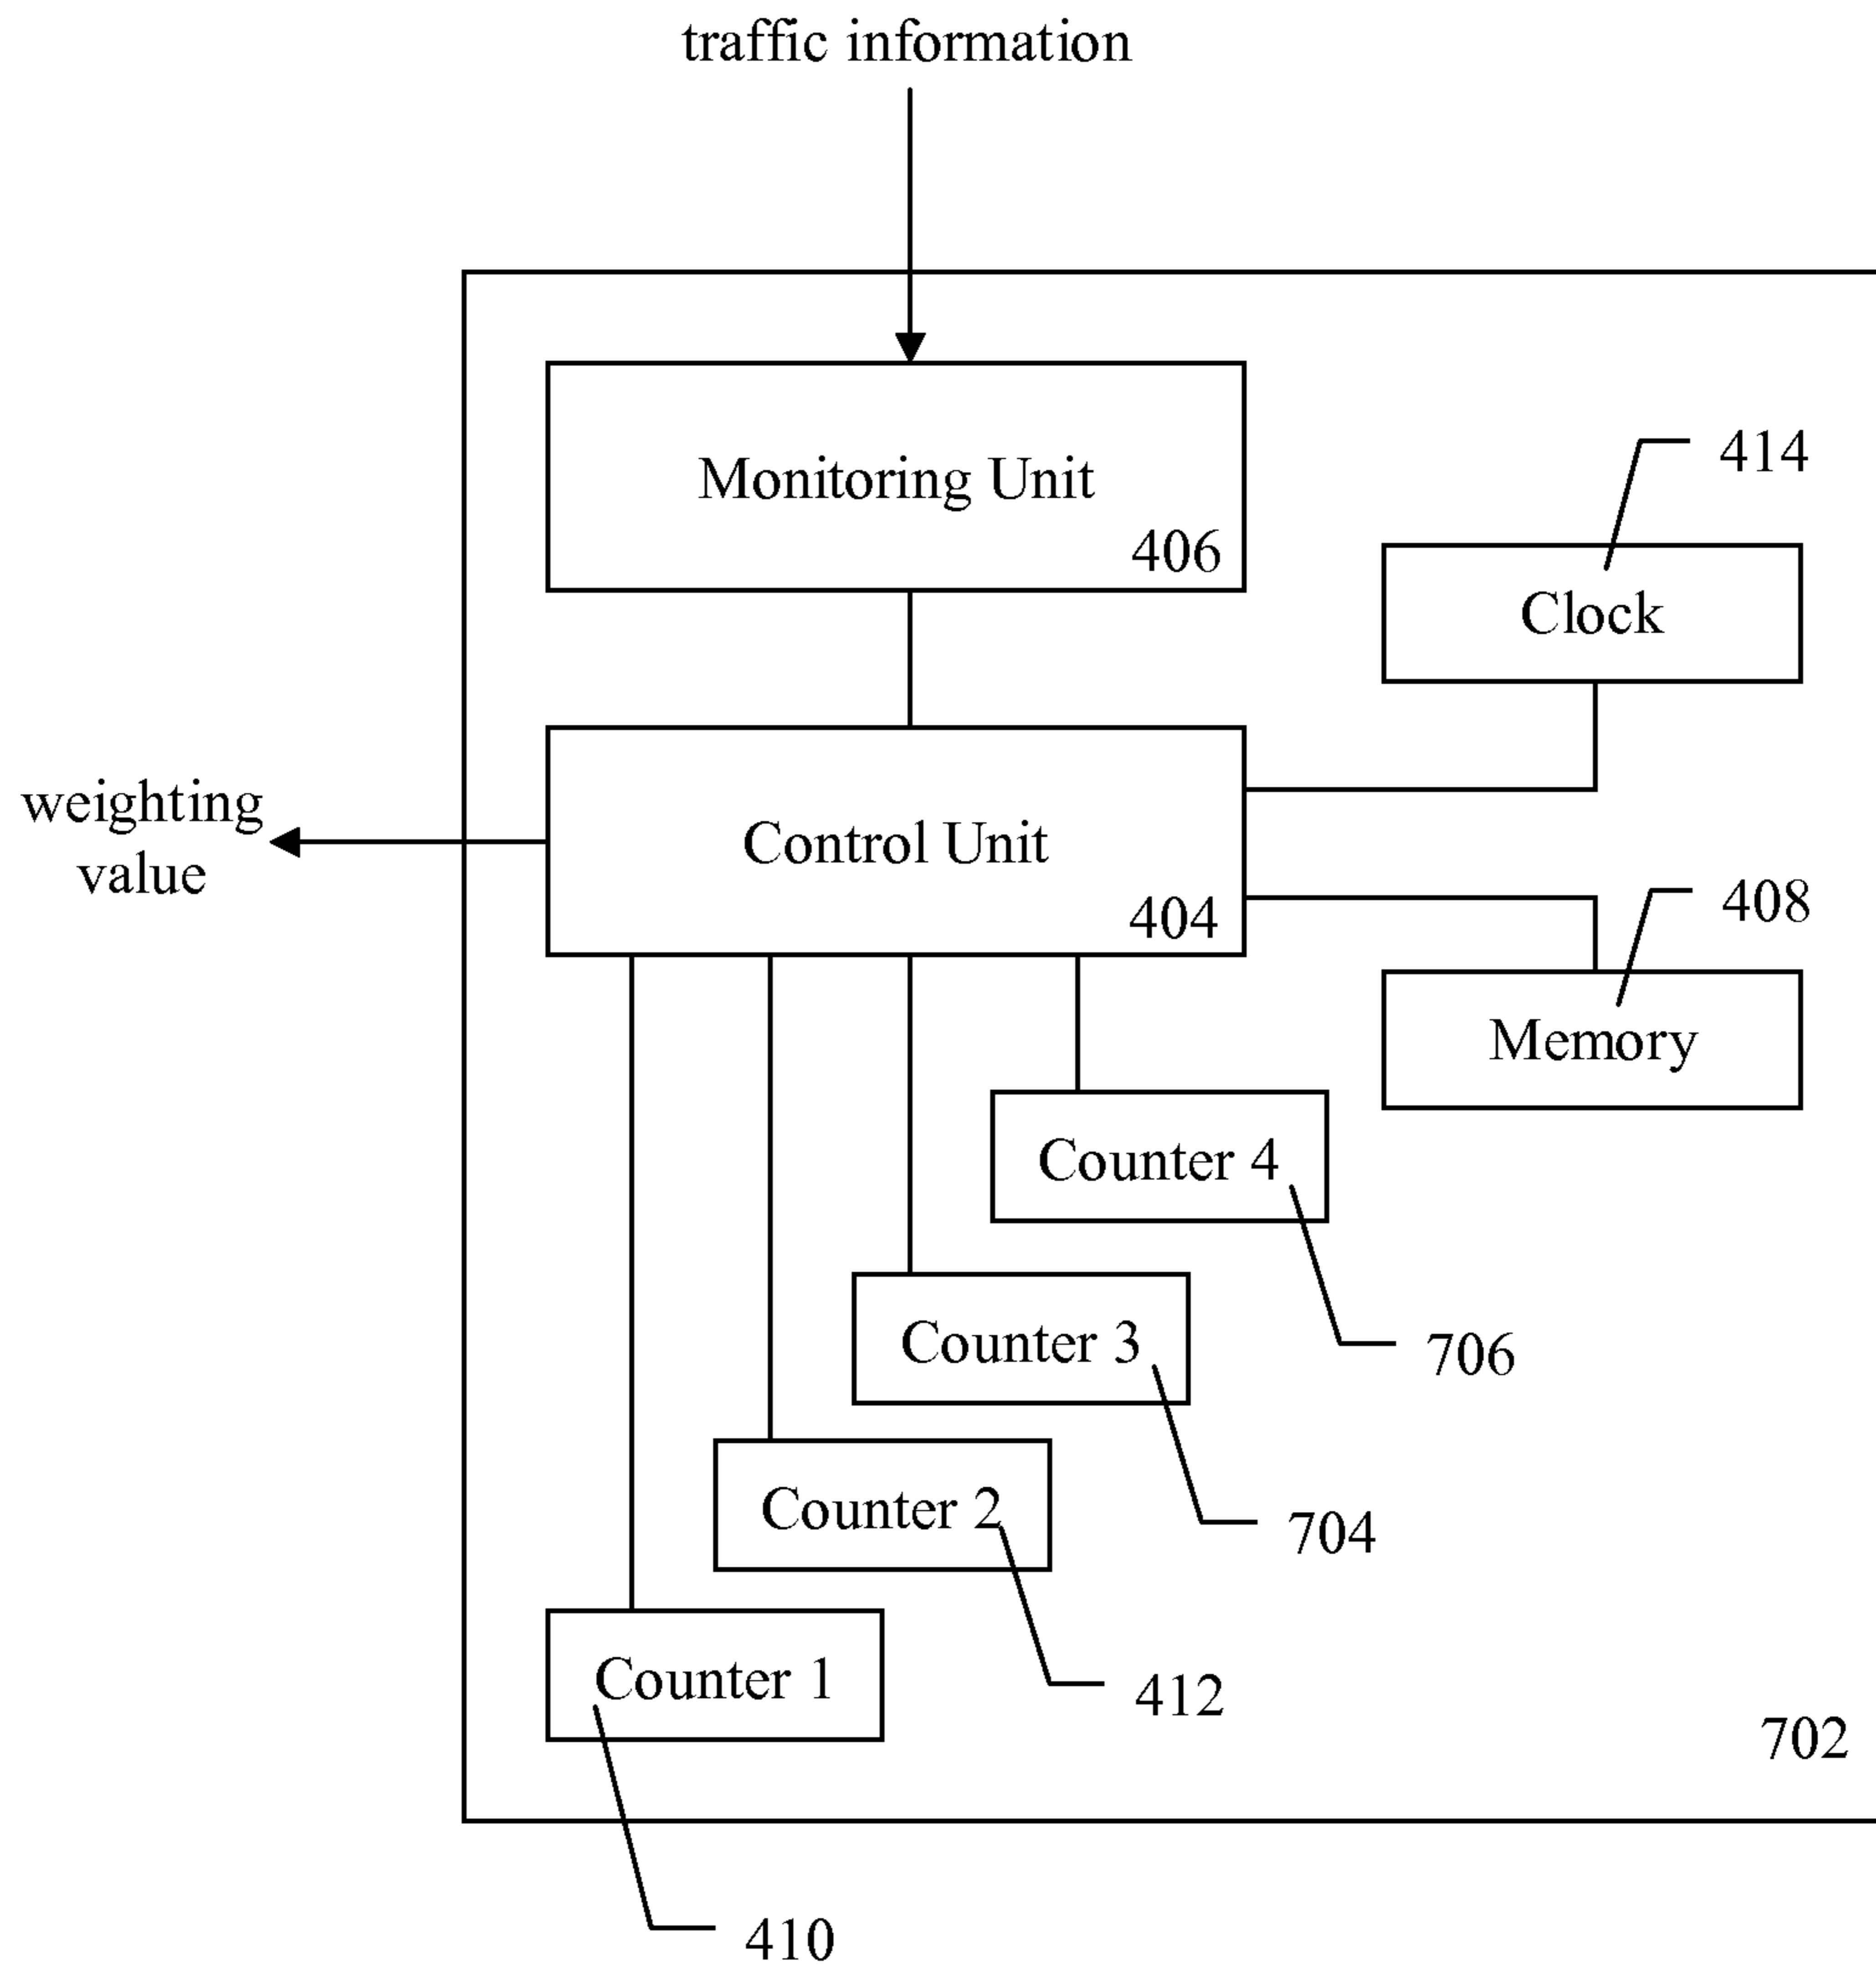 traffic information
Monitoring Unit
406
414
Clock
weighting
value
Control Unit
404
408
Memory
Counter 4
706
Counter 3
704
Counter 2
412
Counter 1
702
410